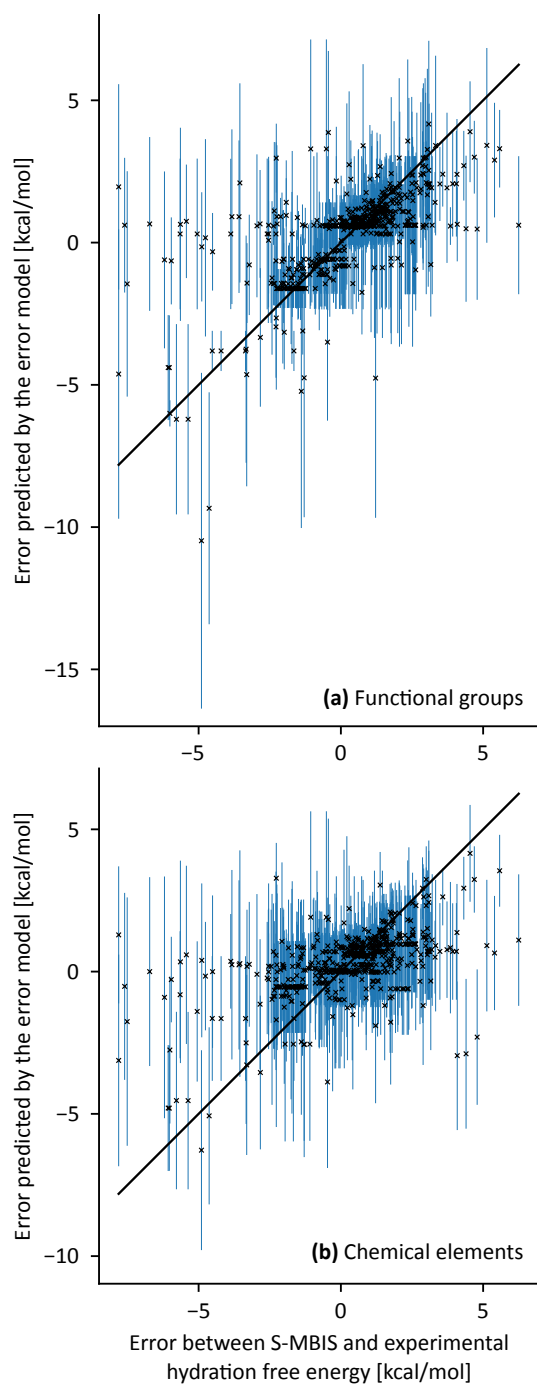 5
0
−5
−10
−15
Error predicted by the error model [kcal/mol]
(a) Functional groups
−5
0
5
5
0
−5
−10
Error predicted by the error model [kcal/mol]
(b) Chemical elements
−5
0
5
Error between S-MBIS and experimental
hydration free energy [kcal/mol]